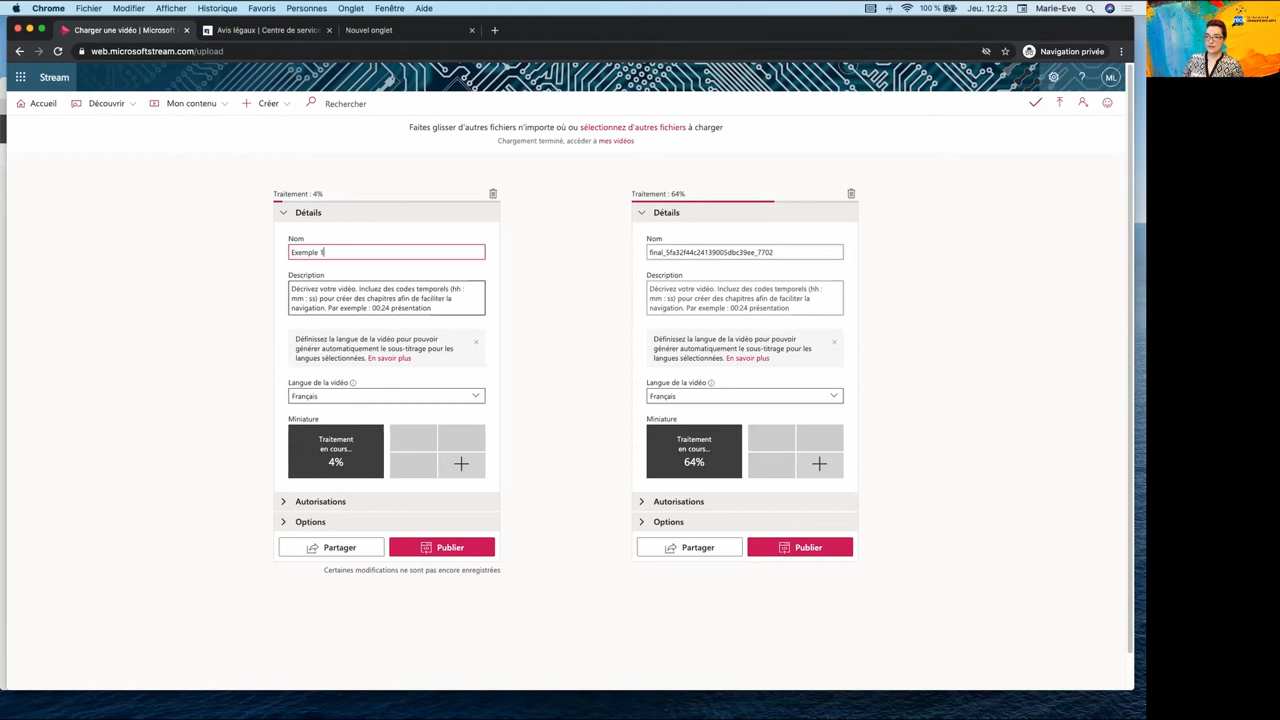 Chrome Fichier Modifier Afficher Historique Favoris Personnes Onglet Fenêtre Aide 100 % Jeu. 12:23 Marie-Eve
Charger une vidéo | Microsoft Avis légaux | Centre de service Nouvel onglet
web.microsoftstream.com/upload Navigation privée
Stream ML
Accueil Découvrir Mon contenu Créer Rechercher
Faites glisser d'autres fichiers n'importe où ou sélectionnez d'autres fichiers à charger
Chargement terminé, accéder à mes vidéos
Traitement : 4%
Détails
Nom
Exemple 1
Description
Décrivez votre vidéo. Incluez des codes temporels (hh :
mm : ss) pour créer des chapitres afin de faciliter la
navigation. Par exemple : 00:24 présentation
Définissez la langue de la vidéo pour pouvoir
générer automatiquement le sous-titrage pour les
langues sélectionnées. En savoir plus
Langue de la vidéo
Français
Miniature
Traitement
en cours...
4%
Autorisations
Options
Partager Publier
Certaines modifications ne sont pas encore enregistrées
Traitement : 64%
Détails
Nom
final_5fa32f44c24139005dbc39ee_7702
Description
Décrivez votre vidéo. Incluez des codes temporels (hh :
mm : ss) pour créer des chapitres afin de faciliter la
navigation. Par exemple : 00:24 présentation
Définissez la langue de la vidéo pour pouvoir
générer automatiquement le sous-titrage pour les
langues sélectionnées. En savoir plus
Langue de la vidéo
Français
Miniature
Traitement
en cours...
64%
Autorisations
Options
Partager Publier